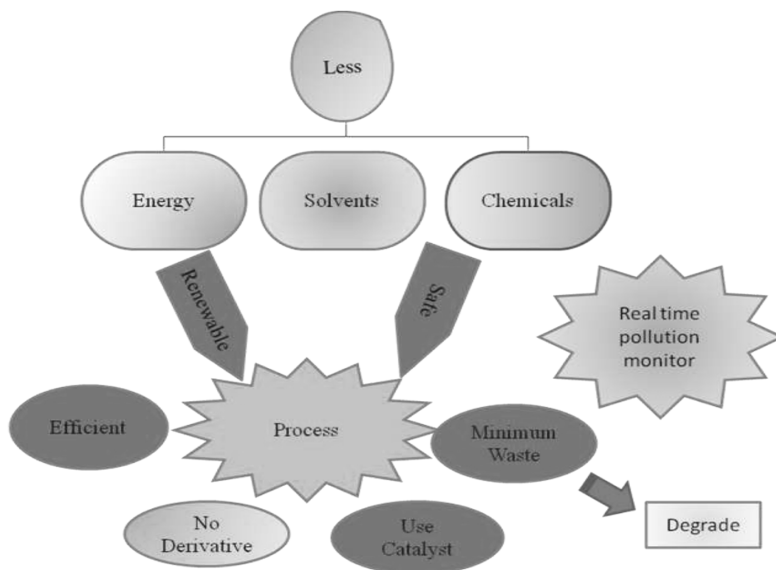 Less
Energy
Solvents
Chemicals
Renewable
Safe
Real time
pollution
monitor
Efficient
Process
Minimum
Waste
No
Derivative
Use
Catalyst
Degrade